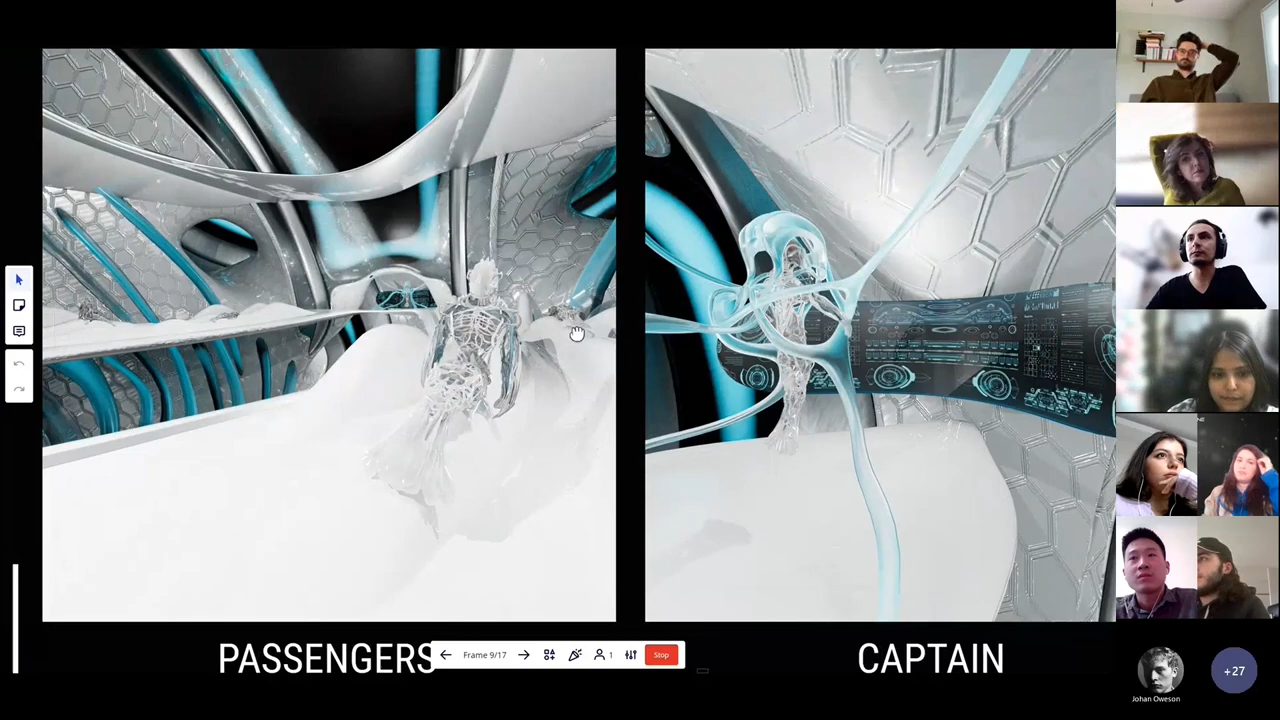 PASSENGERS
CAPTAIN
Frame 9/17
1
Stop
Johan Oweson
+27